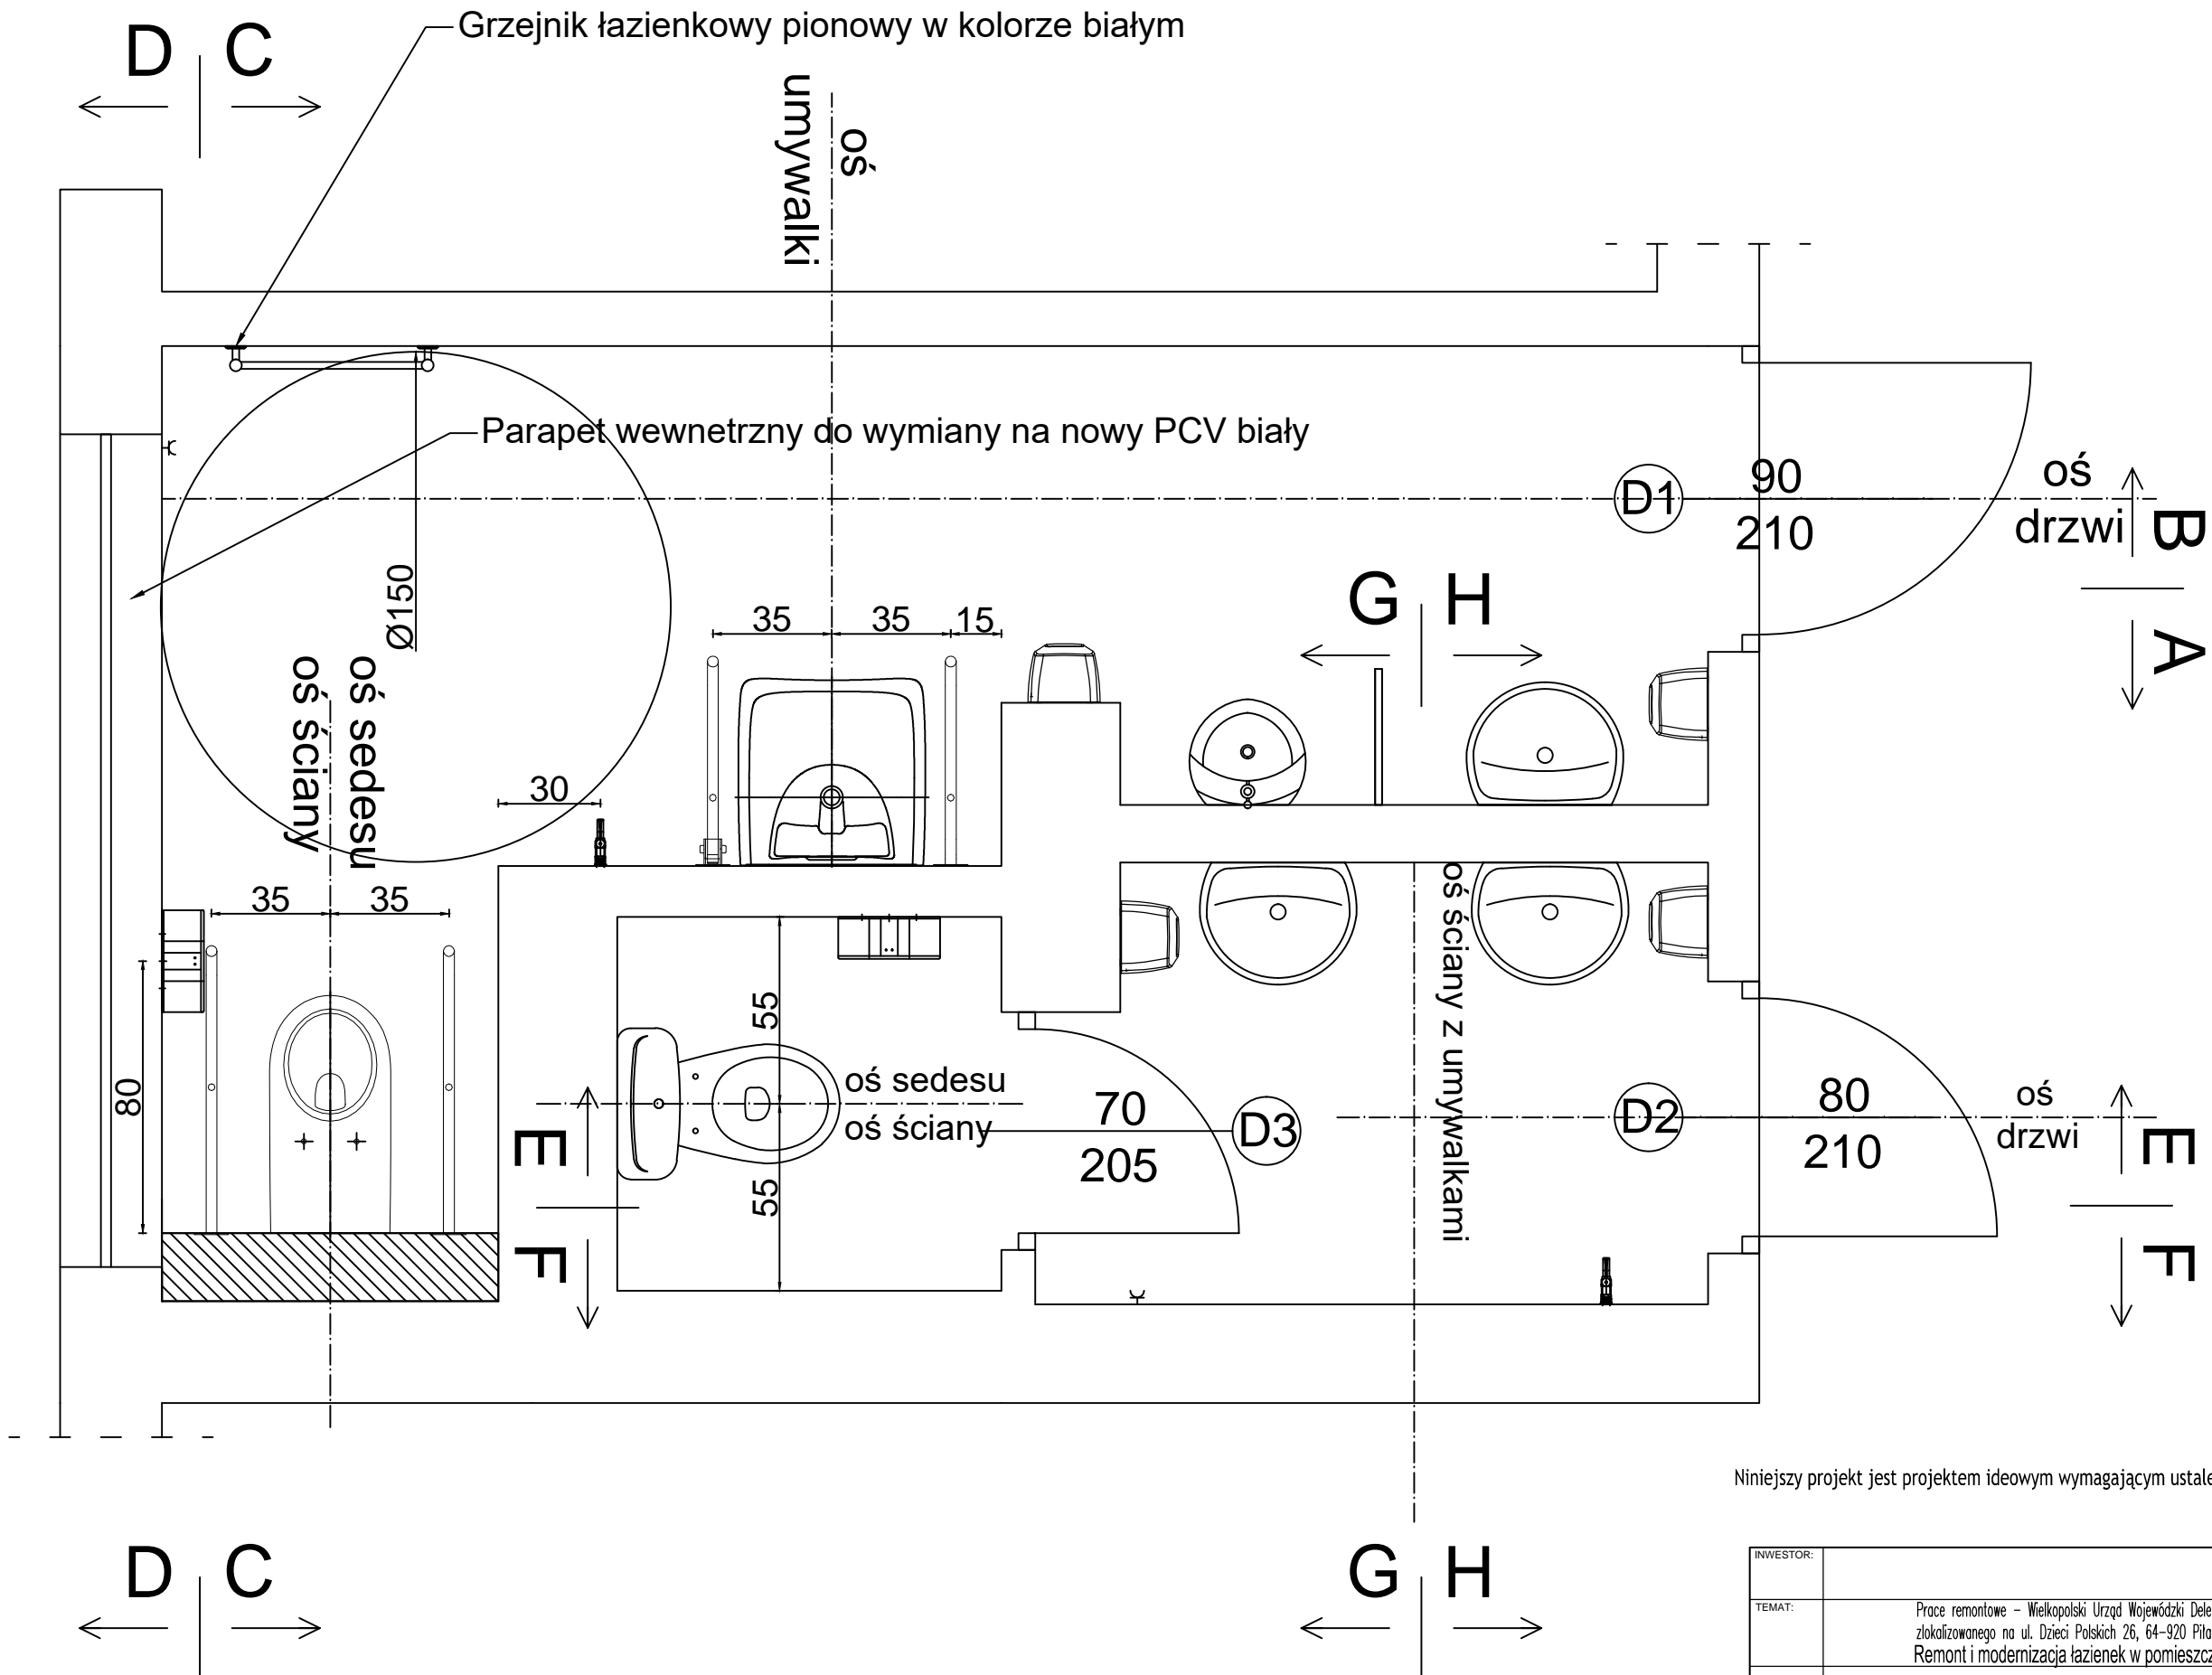 D C
Grzejnik łazienkowy pionowy w kolorze białym
oś
umywalki
Parapet wewnetrzny do wymiany na nowy PCV biały
D1
90
210
oś
drzwi
B
A
Ø150
35
35
15
G H
oś sedesu
oś ściany
30
35
35
80
55
55
oś sedesu
oś ściany
E
F
70
205
D3
oś ściany z umywalkami
D2
80
210
oś
drzwi
E
F
Niniejszy projekt jest projektem ideowym wymagającym
D C
G H
INWESTOR:
TEMAT:
Prace remontowe – Wielkopolski Urząd Wojewódzki
zlokalizowanego na ul. Dzieci Polskich 26, 64-920 Piła
Remont i modernizacja łazienek w